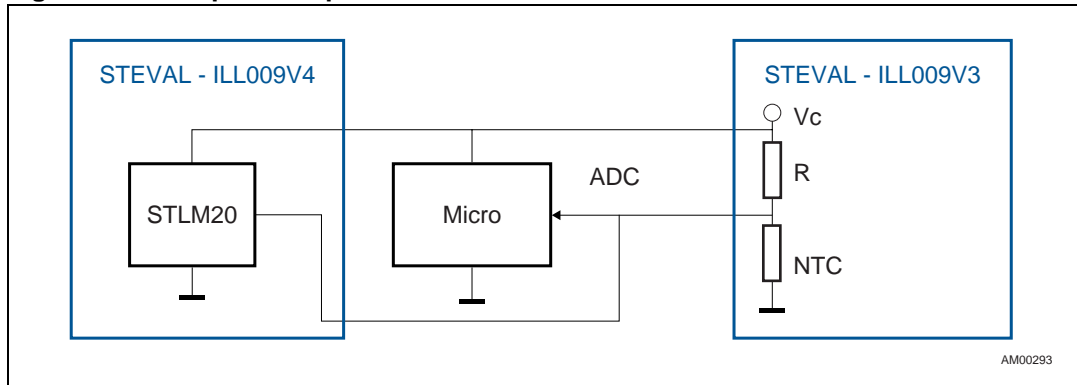 STEVAL - ILL009V4
STEVAL - ILL009V3
Vc
R
ADC
STLM20
Micro
NTC
AM00293